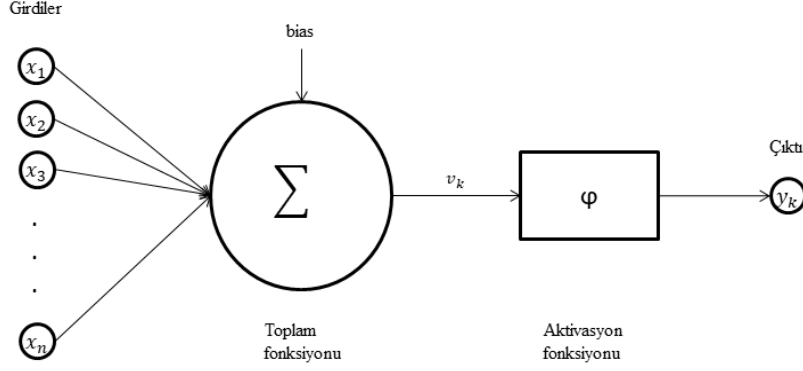 Girdiler
bias
x₁
x₂
x₃
.
.
.
xₙ
∑
vₖ
φ
Çıktı
yₖ
Toplam
fonksiyonu
Aktivasyon
fonksiyonu